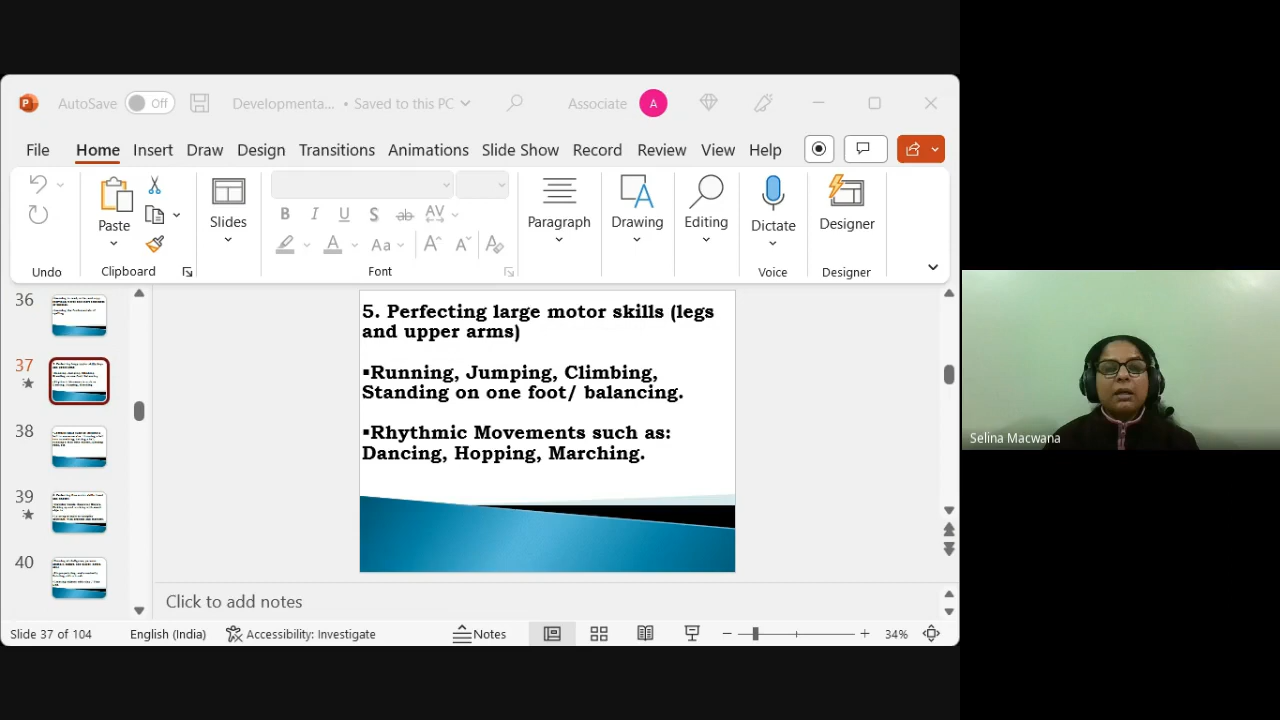 AutoSave Off Developmenta... • Saved to this PC Associate A
File Home Insert Draw Design Transitions Animations Slide Show Record Review View Help
Paste Slides B I U S ab AV Aa A A A Paragraph Drawing Editing Dictate Designer
Undo Clipboard Font Voice Designer
36
37
38
39
40
5. Perfecting large motor skills (legs
and upper arms)
▪Running, Jumping, Climbing,
Standing on one foot/ balancing.
▪Rhythmic Movements such as:
Dancing, Hopping, Marching.
Click to add notes
Slide 37 of 104 English (India) Accessibility: Investigate Notes 34%
Selina Macwana